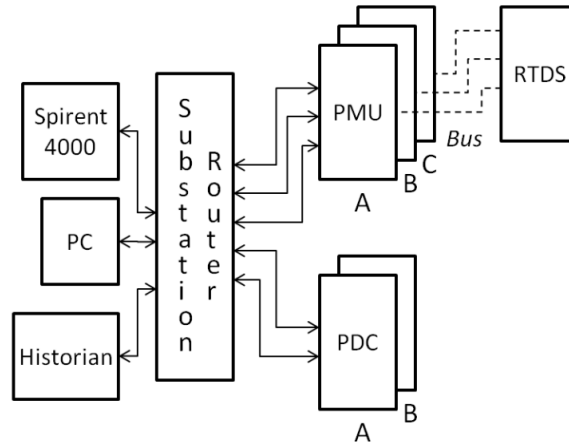 Spirent
4000
PC
Historian
Substation
Router
PMU
A
B
C
Bus
RTDS
PDC
A
B